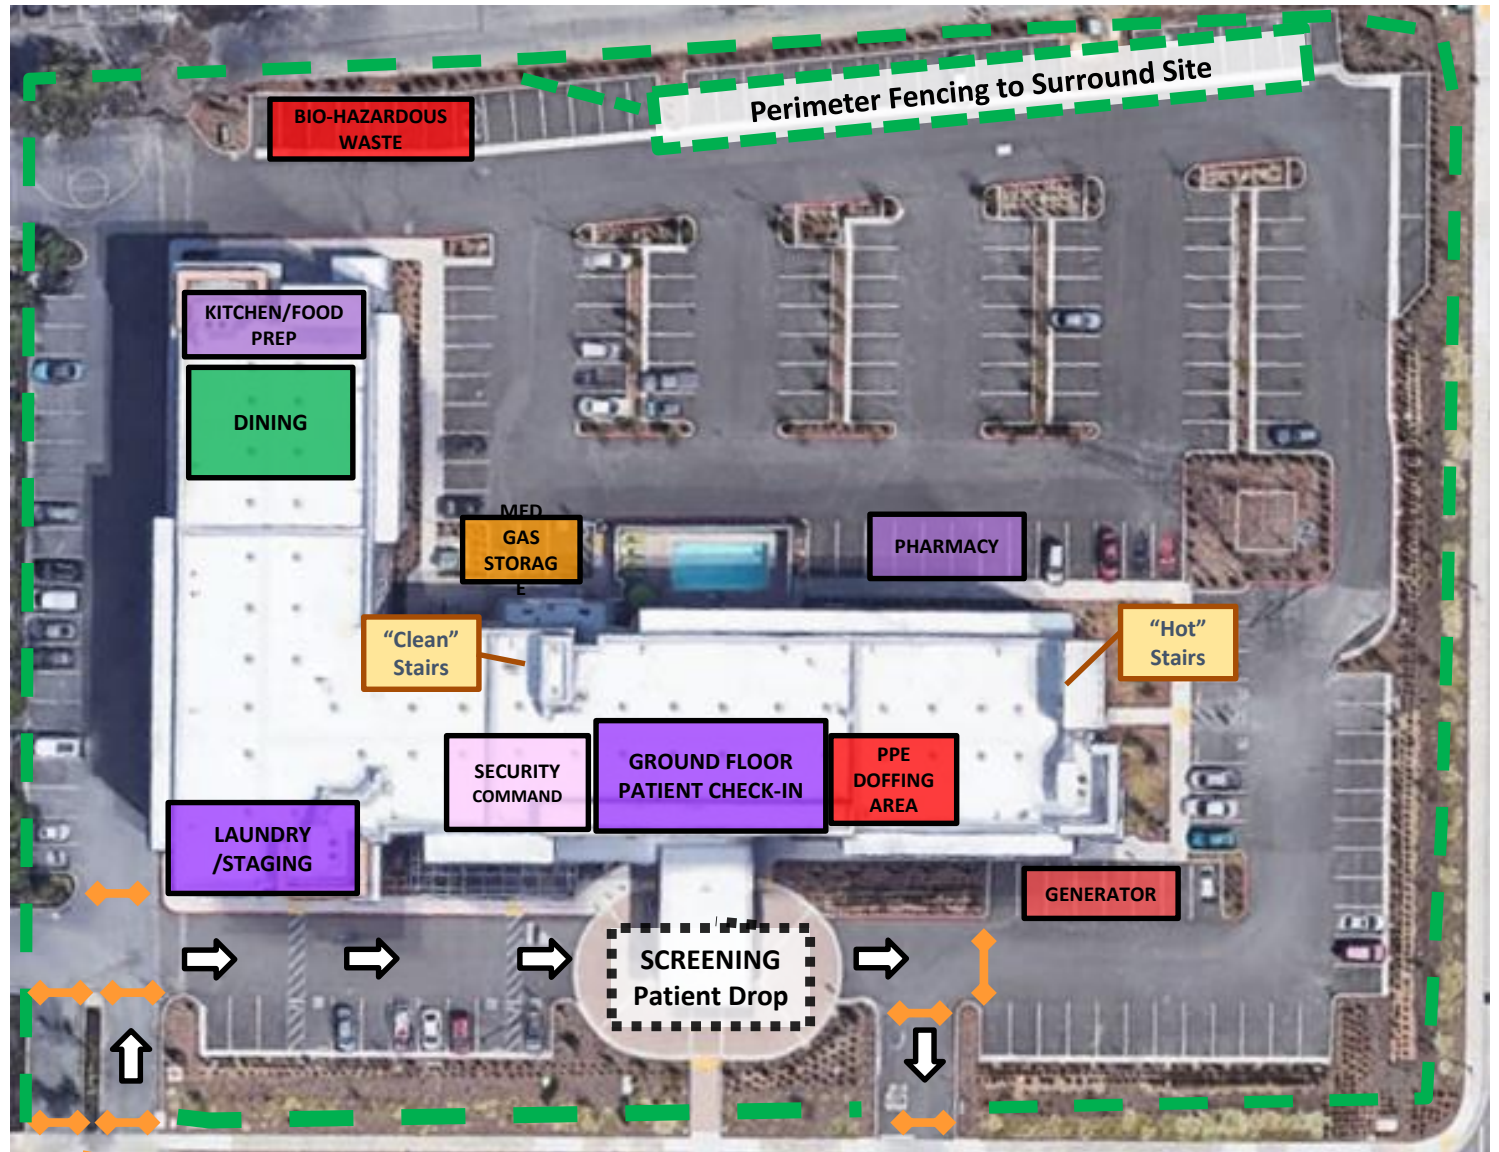 Perimeter Fencing to Surround Site
BIO-HAZARDOUS
WASTE
KITCHEN/FOOD
PREP
DINING
MED
GAS
STORAG
E
PHARMACY
“Clean”
Stairs
“Hot”
Stairs
SECURITY
COMMAND
GROUND FLOOR
PATIENT CHECK-IN
PPE
DOFFING
AREA
LAUNDRY
/STAGING
GENERATOR
SCREENING
Patient Drop